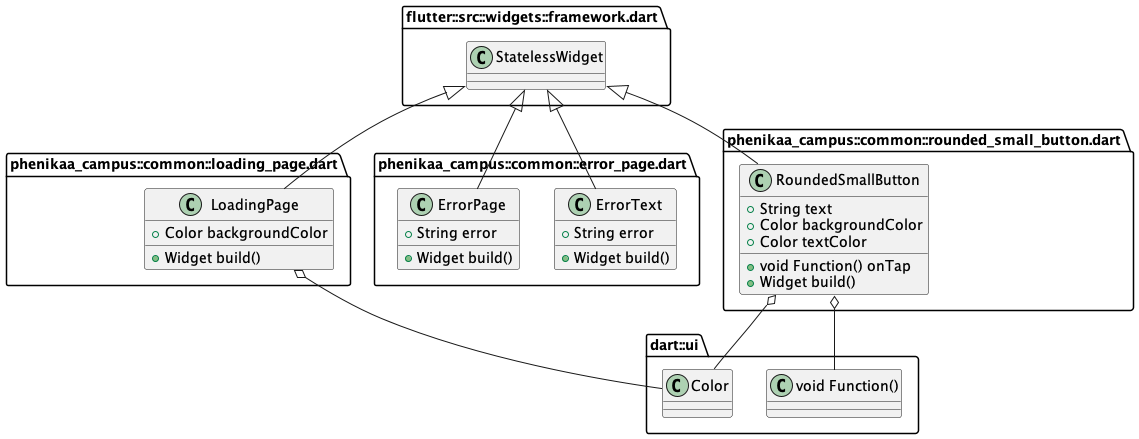 flutter::src::widgets::framework.dart
C StatelessWidget
phenikaa_campus::common::loading_page.dart
C LoadingPage
Color backgroundColor
Widget build()
phenikaa_campus::common::error_page.dart
C ErrorPage
String error
Widget build()
C ErrorText
String error
Widget build()
phenikaa_campus::common::rounded_small_button.dart
C RoundedSmallButton
String text
Color backgroundColor
Color textColor
void Function() onTap
Widget build()
dart::ui
C Color
C void Function()